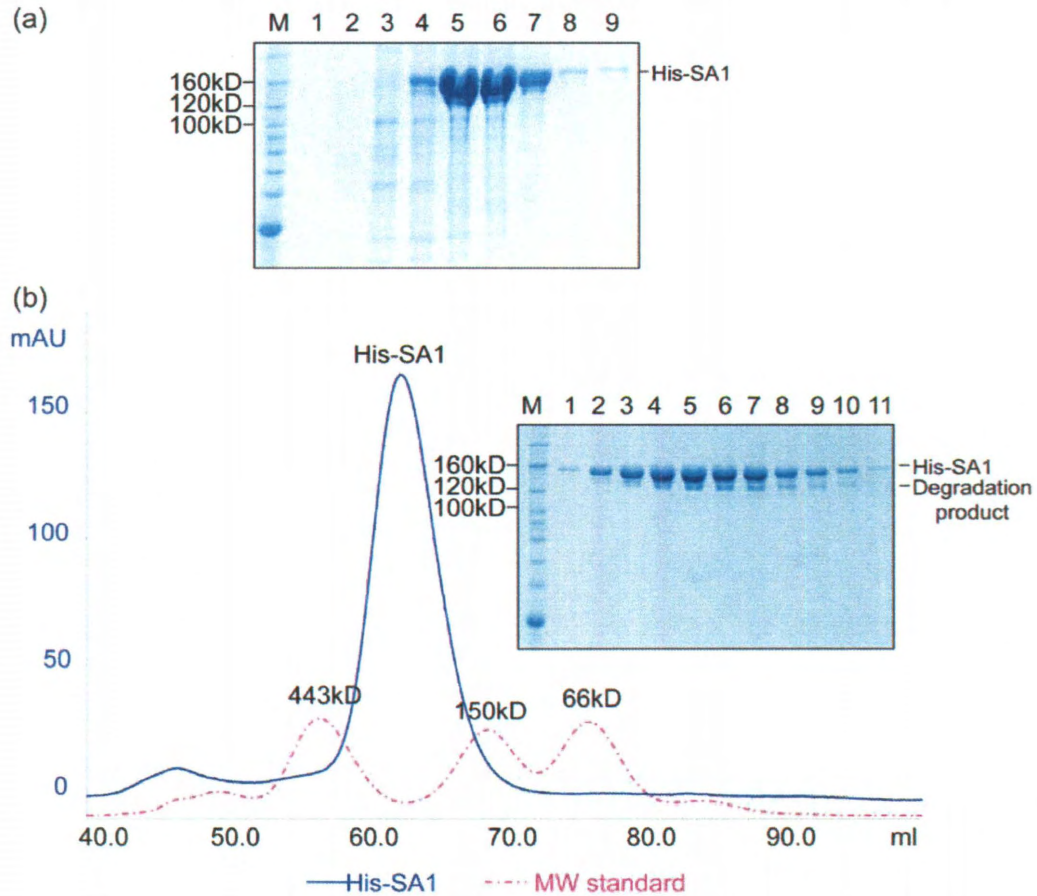 (a)
M 1 2 3 4 5 6 7 8 9
160kD
120kD
100kD
His-SA1
(b)
mAU
150
100
50
0
His-SA1
443kD
150kD
66kD
M 1 2 3 4 5 6 7 8 9 10 11
160kD
120kD
100kD
His-SA1
Degradation
product
40.0 50.0 60.0 70.0 80.0 90.0 ml
His-SA1 MW standard